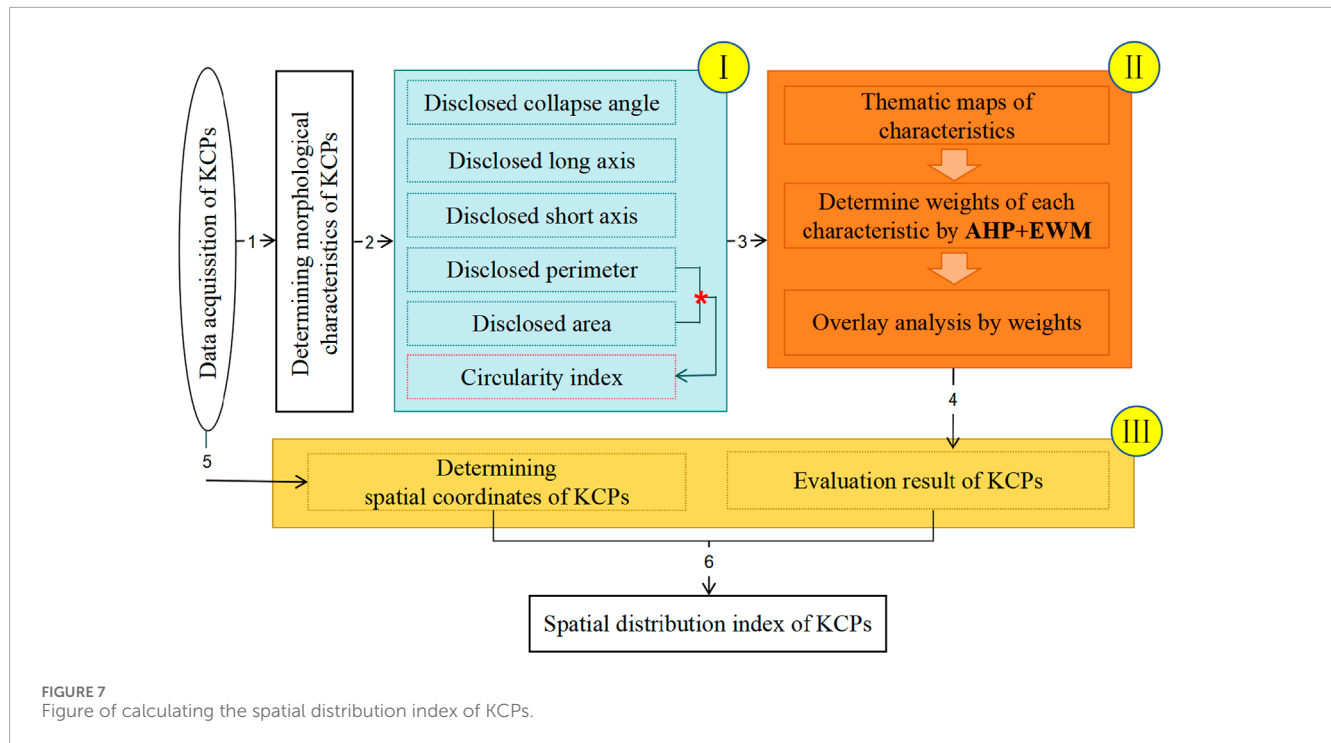 Data acquissition of KCPs
1
Determining morphological
characteristics of KCPs
2
I
Disclosed collapse angle
Disclosed long axis
Disclosed short axis
Disclosed perimeter
*
Disclosed area
Circularity index
3
II
Thematic maps of
characteristics
Determine weights of each
characteristic by AHP+EWM
Overlay analysis by weights
4
III
5
Determining
spatial coordinates of KCPs
Evaluation result of KCPs
6
Spatial distribution index of KCPs
FIGURE 7
Figure of calculating the spatial distribution index of KCPs.